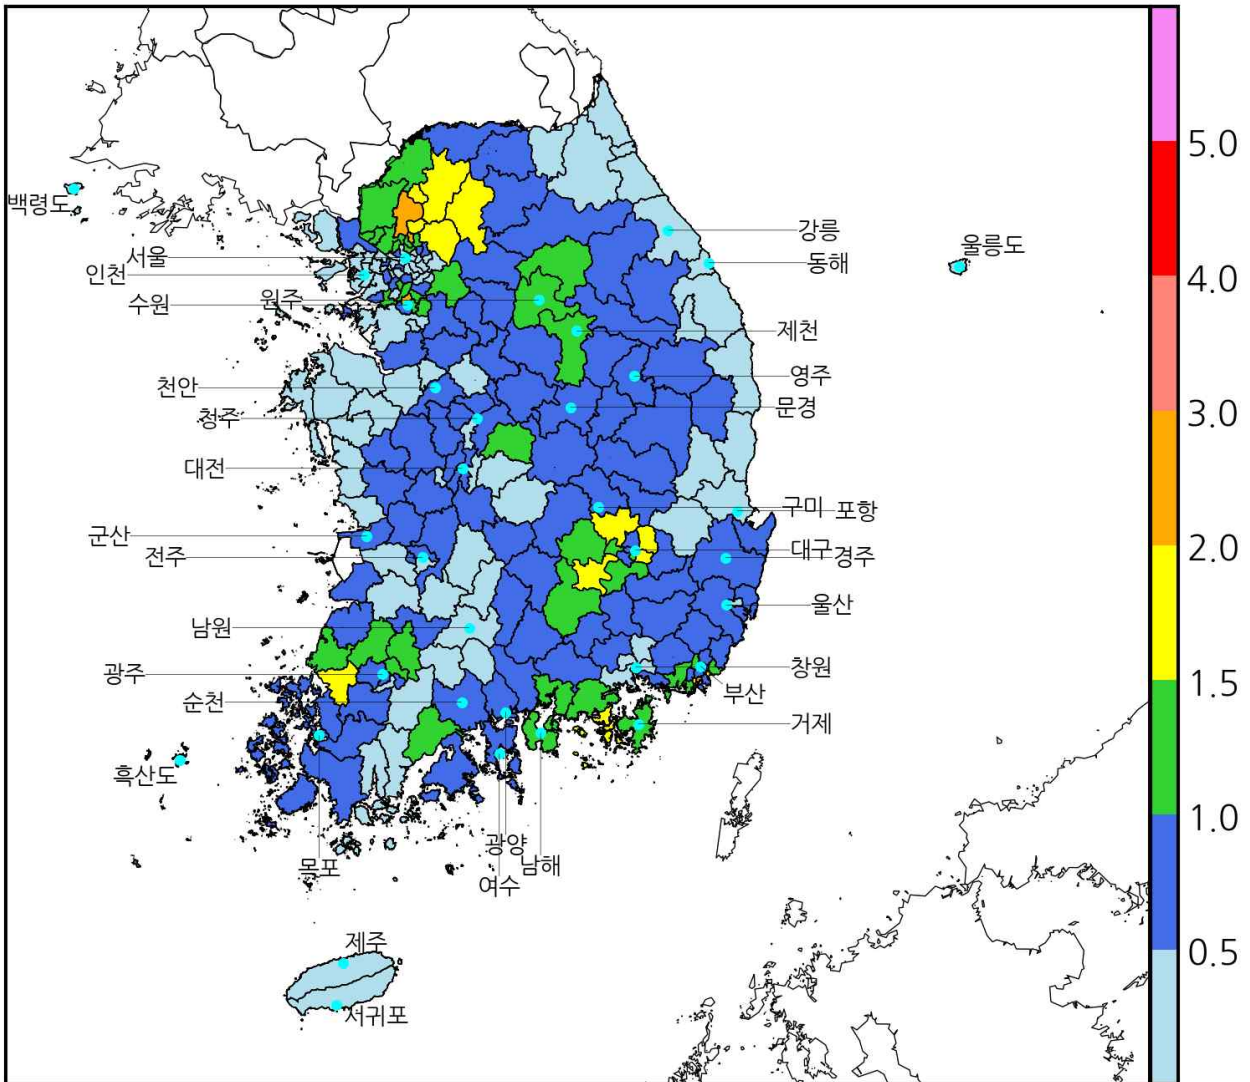 5.0
백령도
강릉
서울
울릉도
동해
인천
4.0
원주
수원
제천
영주
천안
문경
3.0
청주
대전
구미
포항
군산
2.0
대구
경주
전주
울산
남원
창원
광주
1.5
부산
순천
거제
흑산도
1.0
광양
남해
목포
여수
제주
0.5
서귀포